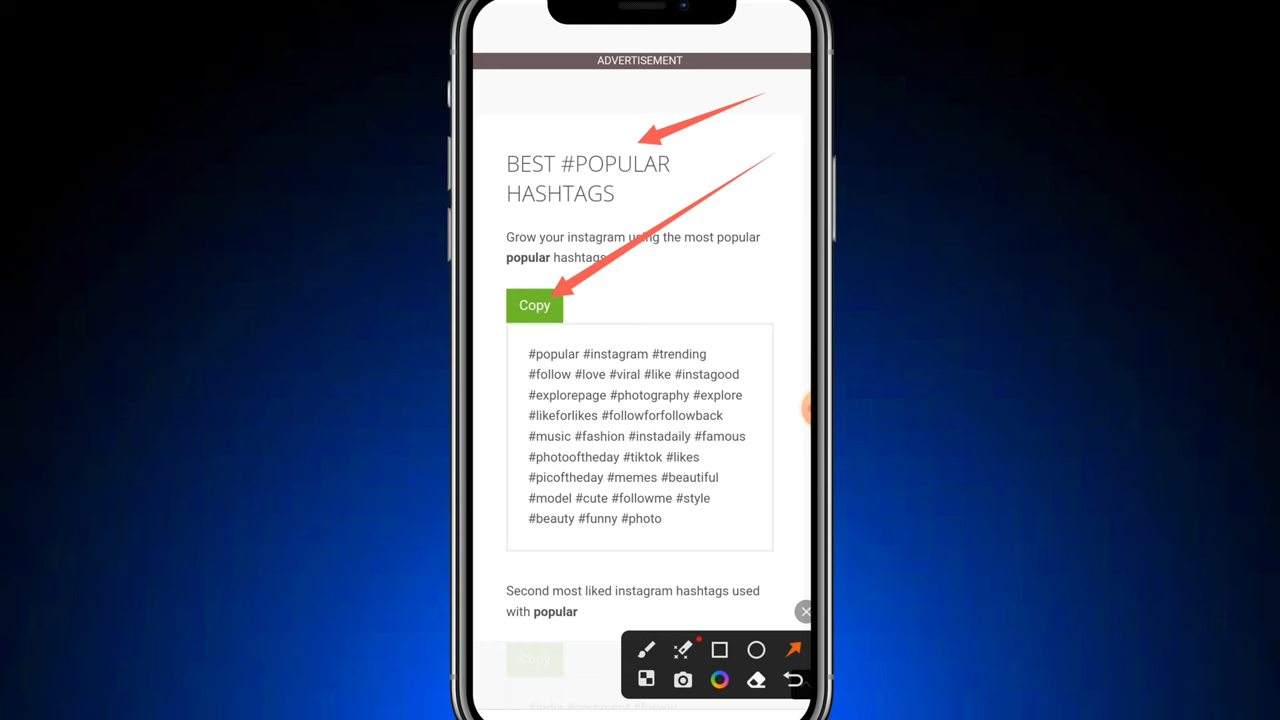 ADVERTISEMENT
BEST #POPULAR
HASHTAGS
Grow your instagram using the most popular
popular hashtags
Copy
#popular #instagram #trending
#follow #love #viral #like #instagood
#explorepage #photography #explore
#likeforlikes #followforfollowback
#music #fashion #instadaily #famous
#photooftheday #tiktok #likes
#picoftheday #memes #beautiful
#model #cute #followme #style
#beauty #funny #photo
Second most liked instagram hashtags used
with popular
Copy